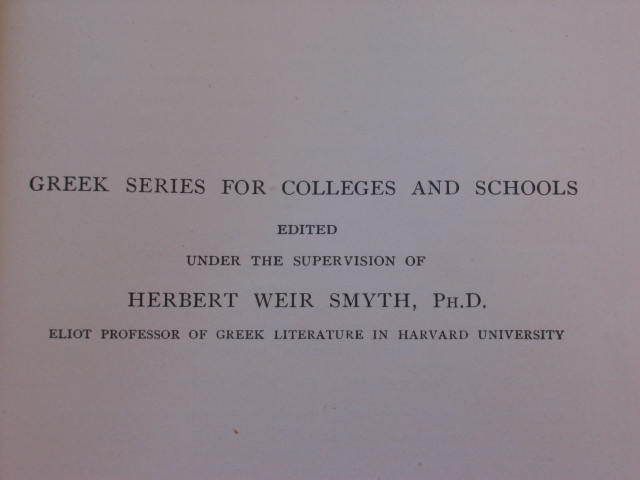 GREEK SERIES FOR COLLEGES AND SCHOOLS
EDITED
UNDER THE SUPERVISION OF
HERBERT WEIR SMYTH, PH.D.
ELIOT PROFESSOR OF GREEK LITERATURE IN HARVARD UNIVERSITY